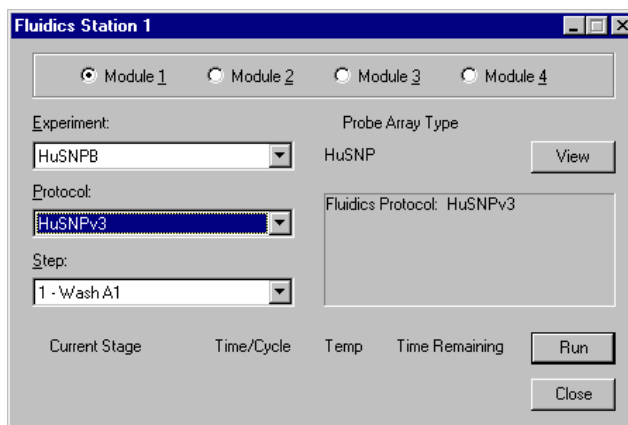 Fluidics Station 1
Module 1 Module 2 Module 3 Module 4
Experiment: Probe Array Type
HuSNPB HuSNP View
Protocol:
HuSNPv3 Fluidics Protocol: HuSNPv3
Step:
1 - Wash A1
Current Stage Time/Cycle Temp Time Remaining Run
Close